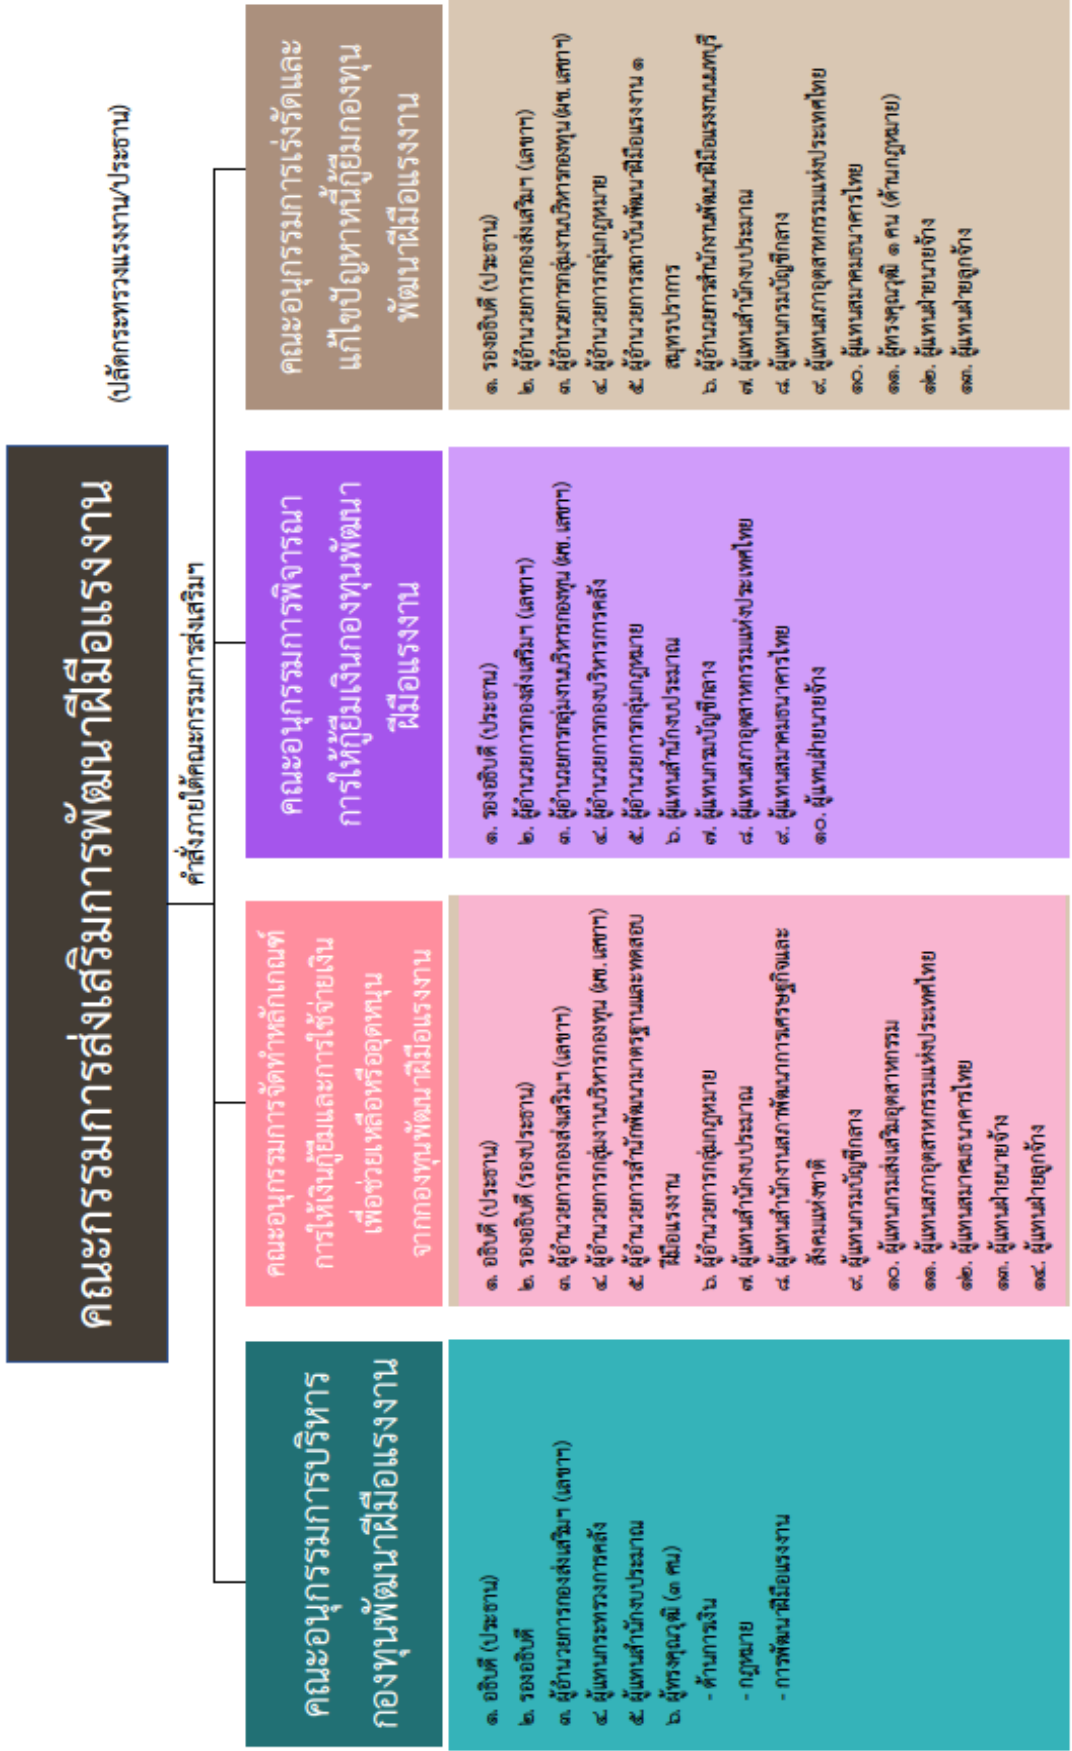 คณะกรรมการส่งเสริมการพัฒนาฝีมือแรงงาน
(ปลัดกระทรวงแรงงาน/ประธาน)
คำสั่งภายใต้คณะกรรมการส่งเสริมฯ
คณะอนุกรรมการบริหาร
กองทุนพัฒนาฝีมือแรงงาน
๑. อธิบดี (ประธาน)
๒. รองอธิบดี
๓. ผู้อำนวยการกองส่งเสริมฯ (เลขาฯ)
๔. ผู้แทนกระทรวงการคลัง
๕. ผู้แทนสำนักงบประมาณ
๖. ผู้ทรงคุณวุฒิ (๓ คน)
- ด้านการเงิน
- กฎหมาย
- การพัฒนาฝีมือแรงงาน
คณะอนุกรรมการจัดทำหลักเกณฑ์
การให้เงินกู้ยืมและการใช้จ่ายเงิน
เพื่อช่วยเหลือหรืออุดหนุน
จากกองทุนพัฒนาฝีมือแรงงาน
๑. อธิบดี (ประธาน)
๒. รองอธิบดี (รองประธาน)
๓. ผู้อำนวยการกองส่งเสริมฯ (เลขาฯ)
๔. ผู้อำนวยการกลุ่มงานบริหารกองทุน (ผช. เลขาฯ)
๕. ผู้อำนวยการสำนักพัฒนามาตรฐานและทดสอบ
ฝีมือแรงงาน
๖. ผู้อำนวยการกลุ่มกฎหมาย
๗. ผู้แทนสำนักงบประมาณ
๘. ผู้แทนสำนักงานสภาพัฒนาการเศรษฐกิจและ
สังคมแห่งชาติ
๙. ผู้แทนกรมบัญชีกลาง
๑๐. ผู้แทนกรมส่งเสริมอุตสาหกรรม
๑๑. ผู้แทนสภาอุตสาหกรรมแห่งประเทศไทย
๑๒. ผู้แทนสมาคมธนาคารไทย
๑๓. ผู้แทนฝ่ายนายจ้าง
๑๔. ผู้แทนฝ่ายลูกจ้าง
คณะอนุกรรมการพิจารณา
การให้กู้ยืมเงินกองทุนพัฒนา
ฝีมือแรงงาน
๑. รองอธิบดี (ประธาน)
๒. ผู้อำนวยการกองส่งเสริมฯ (เลขาฯ)
๓. ผู้อำนวยการกลุ่มงานบริหารกองทุน (ผช. เลขาฯ)
๔. ผู้อำนวยการกองบริหารการคลัง
๕. ผู้อำนวยการกลุ่มกฎหมาย
๖. ผู้แทนสำนักงบประมาณ
๗. ผู้แทนกรมบัญชีกลาง
๘. ผู้แทนสภาอุตสาหกรรมแห่งประเทศไทย
๙. ผู้แทนสมาคมธนาคารไทย
๑๐. ผู้แทนฝ่ายนายจ้าง
คณะอนุกรรมการเร่งรัดและ
แก้ไขปัญหาหนี้กู้ยืมกองทุน
พัฒนาฝีมือแรงงาน
๑. รองอธิบดี (ประธาน)
๒. ผู้อำนวยการกองส่งเสริมฯ (เลขาฯ)
๓. ผู้อำนวยการกลุ่มงานบริหารกองทุน (ผช. เลขาฯ)
๔. ผู้อำนวยการกลุ่มกฎหมาย
๕. ผู้อำนวยการสถาบันพัฒนาฝีมือแรงงาน ๑
สมุทรปราการ
๖. ผู้อำนวยการสำนักงานพัฒนาฝีมือแรงงานนนทบุรี
๗. ผู้แทนสำนักงบประมาณ
๘. ผู้แทนกรมบัญชีกลาง
๙. ผู้แทนสภาอุตสาหกรรมแห่งประเทศไทย
๑๐. ผู้แทนสมาคมธนาคารไทย
๑๑. ผู้ทรงคุณวุฒิ ๑ คน (ด้านกฎหมาย)
๑๒. ผู้แทนฝ่ายนายจ้าง
๑๓. ผู้แทนฝ่ายลูกจ้าง